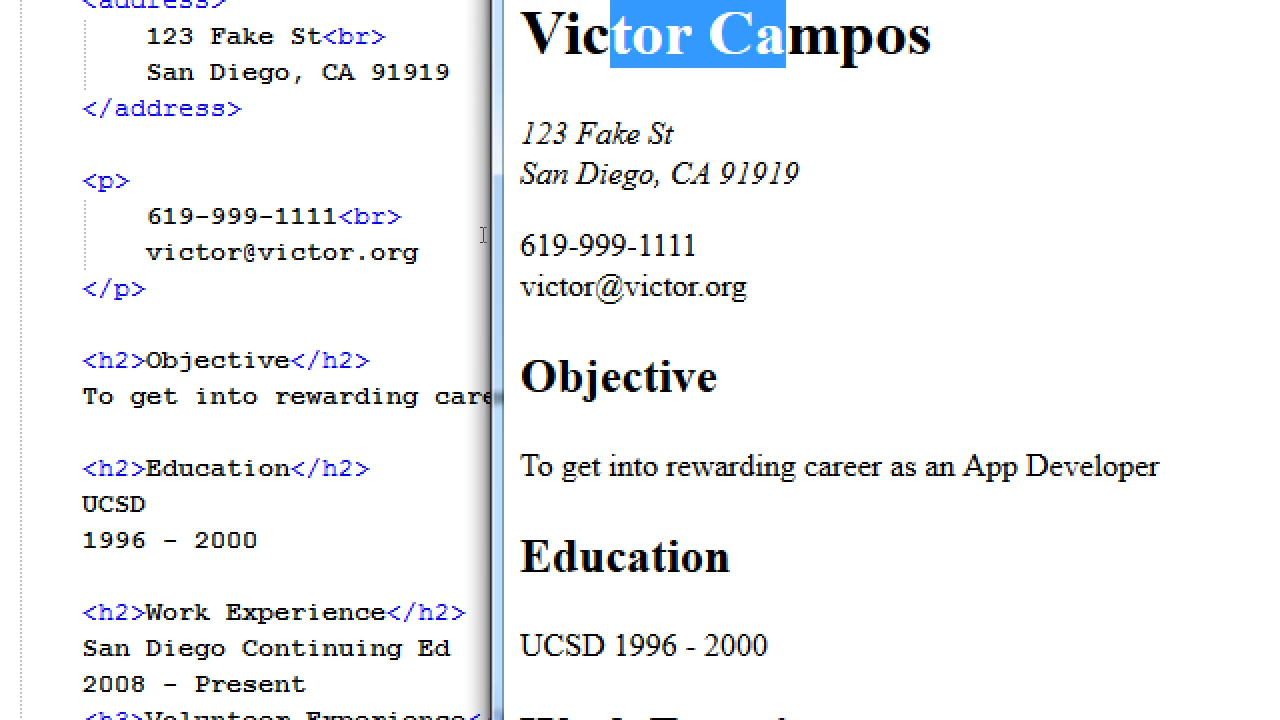 <address>
123 Fake St<br>
San Diego, CA 91919
</address>
<p>
619-999-1111<br>
victor@victor.org
</p>
<h2>Objective</h2>
To get into rewarding care
<h2>Education</h2>
UCSD
1996 - 2000
<h2>Work Experience</h2>
San Diego Continuing Ed
2008 - Present
<h2>Volunteer Experience<
Victor Campos
123 Fake St
San Diego, CA 91919
619-999-1111
victor@victor.org
Objective
To get into rewarding career as an App Developer
Education
UCSD 1996 - 2000